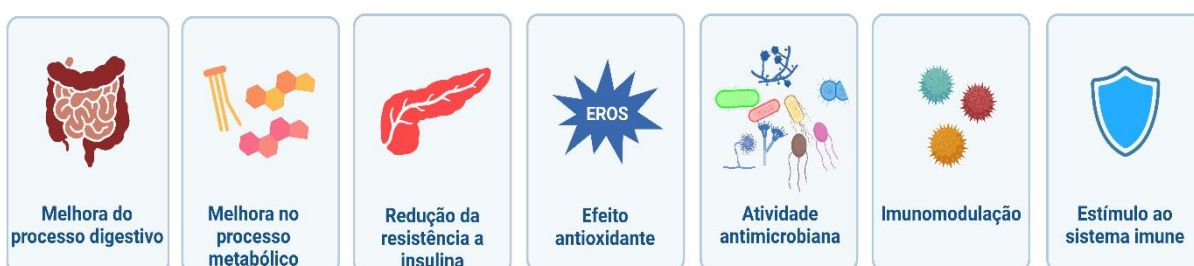 Melhora do
processo digestivo
Melhora no
processo
metabólico
Redução da
resistência a
insulina
EROS
Efeito
antioxidante
Atividade
antimicrobiana
Imunomodulação
Estímulo ao
sistema imune